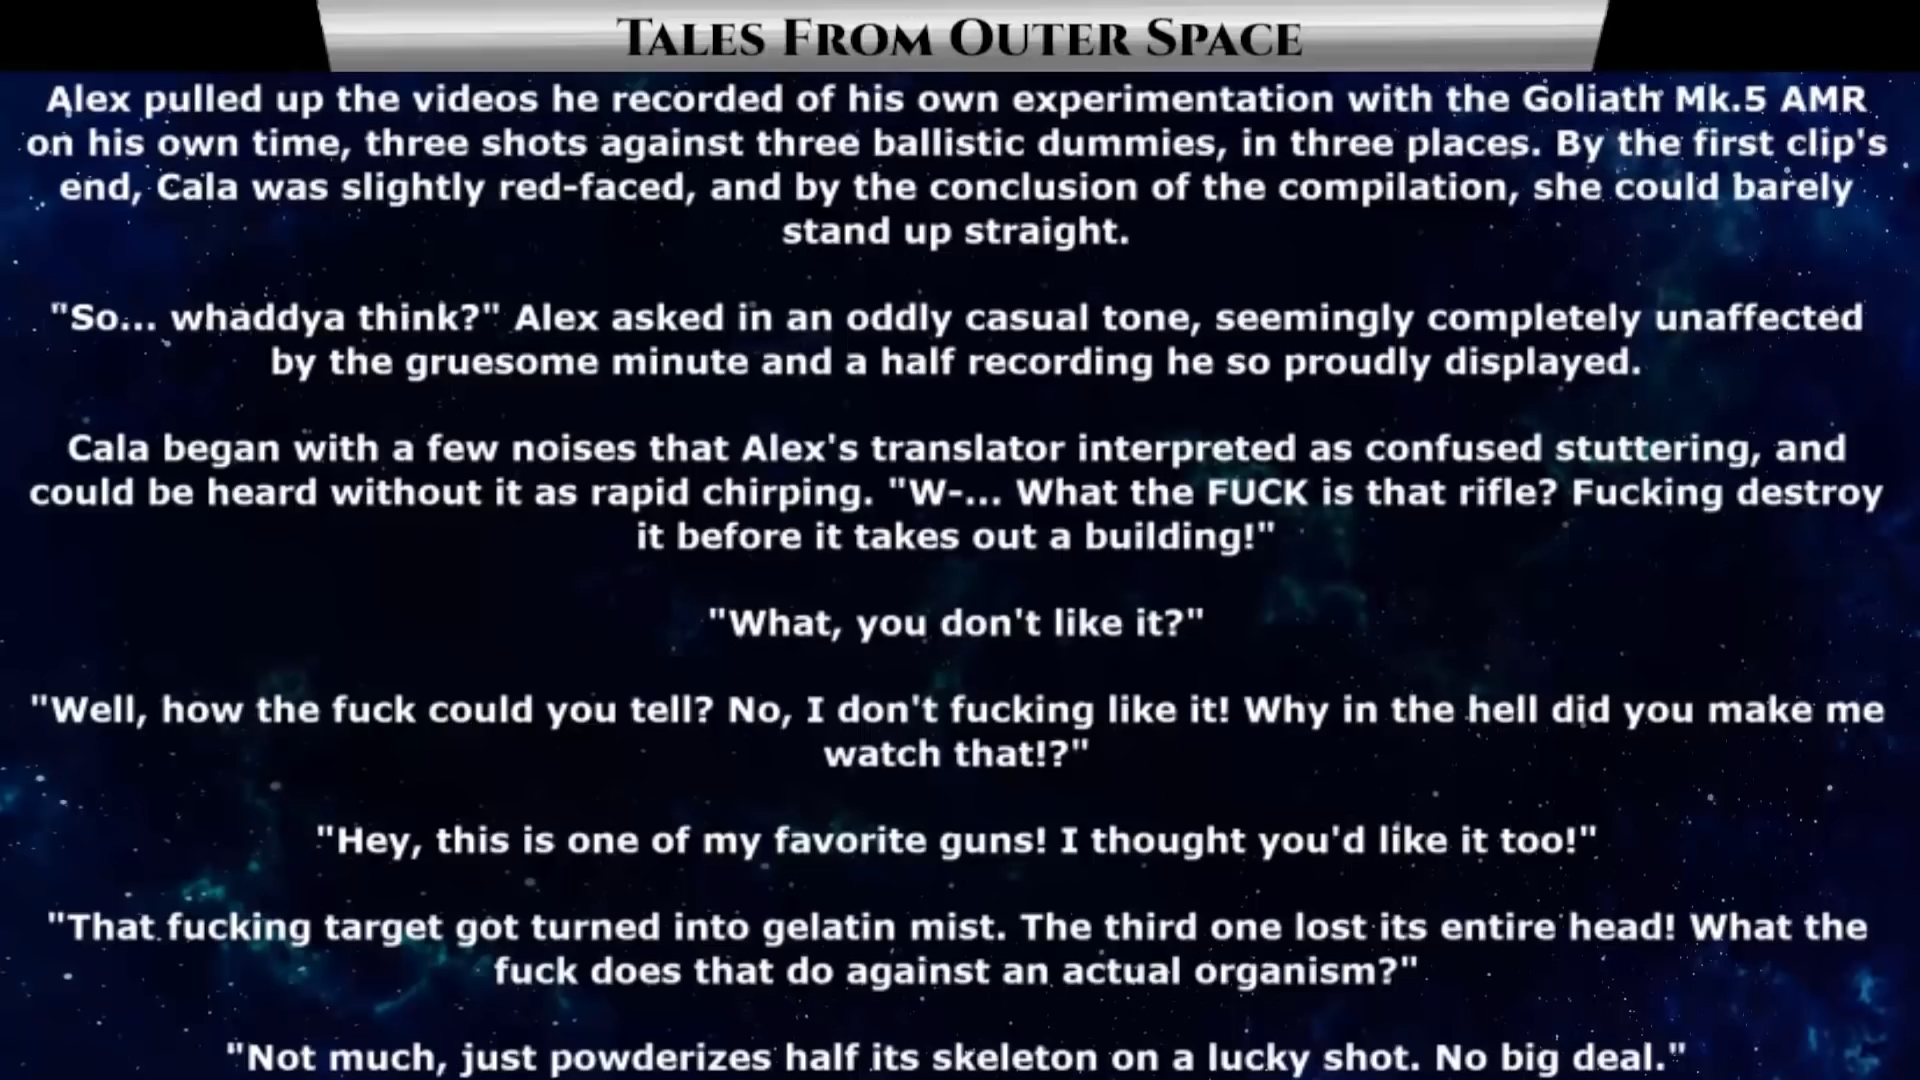 Tales From Outer Space
Alex pulled up the videos he recorded of his own experimentation with the Goliath Mk.5 AMR
on his own time, three shots against three ballistic dummies, in three places. By the first clip's
end, Cala was slightly red-faced, and by the conclusion of the compilation, she could barely
stand up straight.
"So... whaddya think?" Alex asked in an oddly casual tone, seemingly completely unaffected
by the gruesome minute and a half recording he so proudly displayed.
Cala began with a few noises that Alex's translator interpreted as confused stuttering, and
could be heard without it as rapid chirping. "W-... What the FUCK is that rifle? Fucking destroy
it before it takes out a building!"
"What, you don't like it?"
"Well, how the fuck could you tell? No, I don't fucking like it! Why in the hell did you make me
watch that!?"
"Hey, this is one of my favorite guns! I thought you'd like it too!"
"That fucking target got turned into gelatin mist. The third one lost its entire head! What the
fuck does that do against an actual organism?"
"Not much, just powderizes half its skeleton on a lucky shot. No big deal."